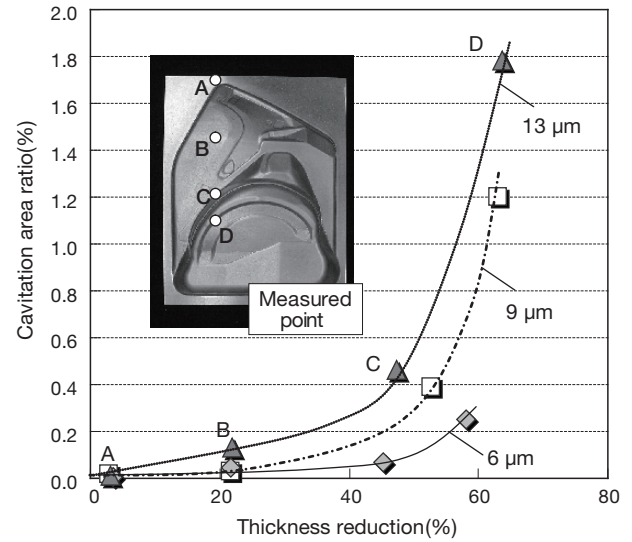 2.0
1.8
1.6
1.4
1.2
1.0
0.8
0.6
0.4
0.2
0.0
0
20
40
60
80
Cavitation area ratio(%)
Thickness reduction(%)
A
B
C
D
Measured
point
A
B
C
D
13 µm
9 µm
6 µm